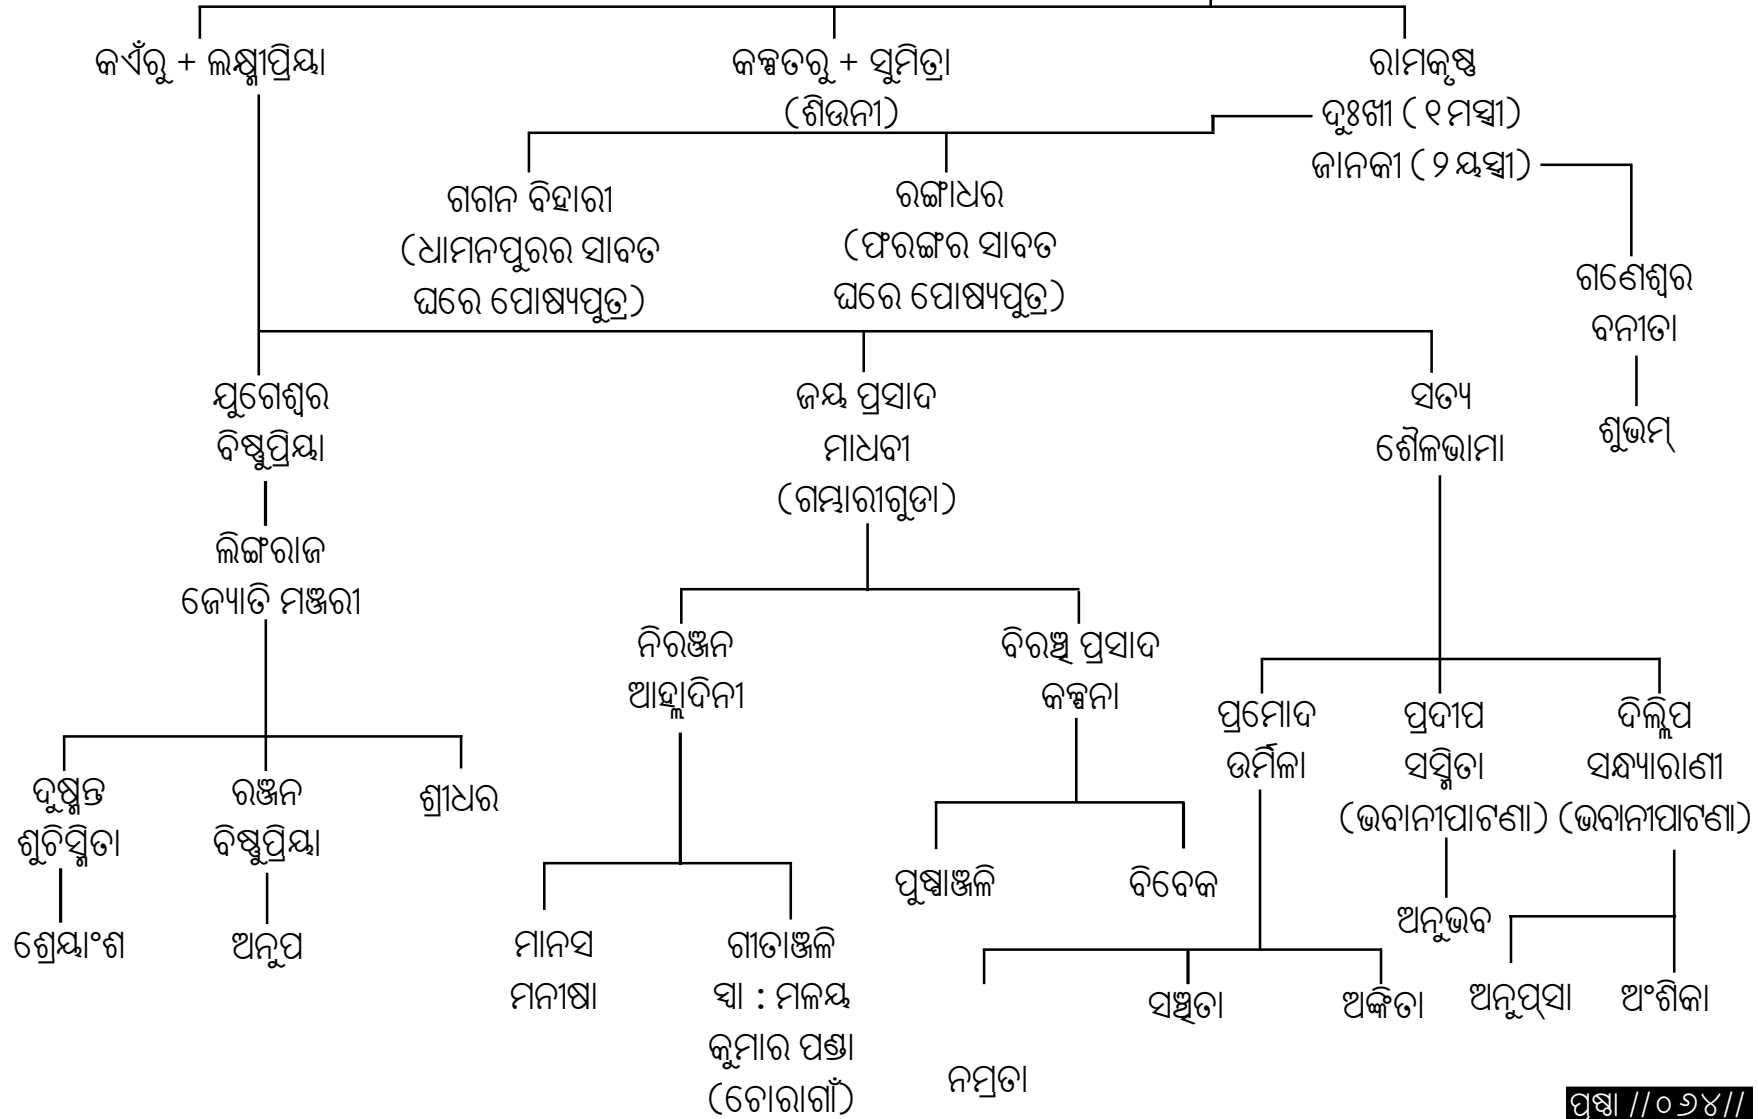 କଏଁରୁ + ଲକ୍ଷ୍ମୀପ୍ରିୟା
କଳ୍ପତରୁ + ସୁମିତ୍ରା
(ଶିଉନୀ)
ରାମକୃଷ୍ଣ
ଦୁଃଖୀ (୧ମସ୍ତ୍ରୀ)
ଜାନକୀ (୨ୟସ୍ତ୍ରୀ)
ଗଗନ ବିହାରୀ
(ଧାମନପୁରର ସାବତ
ଘରେ ପୋଷ୍ୟପୁତ୍ର)
ରଙ୍ଗାଧର
(ଫରଙ୍ଗର ସାବତ
ଘରେ ପୋଷ୍ୟପୁତ୍ର)
ଗଣେଶ୍ୱର
ବନୀତା
ଶୁଭମ୍
ଯୁଗେଶ୍ୱର
ବିଷ୍ଣୁପ୍ରିୟା
ଜୟ ପ୍ରସାଦ
ମାଧବୀ
(ଗମ୍ଭାରୀଗୁଡା)
ସତ୍ୟ
ଶୈଳଭାମା
ଲିଙ୍ଗରାଜ
ଜ୍ୟୋତି ମଞ୍ଜରୀ
ନିରଞ୍ଜନ
ଆହ୍ଲାଦିନୀ
ବିରଞ୍ଚି ପ୍ରସାଦ
କଳ୍ପନା
ପ୍ରମୋଦ
ଉର୍ମିଳା
ପ୍ରଦୀପ
ସସ୍ମିତା
(ଭବାନୀପାଟଣା)
ଦିଲ୍ଲିପ
ସନ୍ଧ୍ୟାରାଣୀ
(ଭବାନୀପାଟଣା)
ଦୁଷ୍ମନ୍ତ
ଶୁଚିସ୍ମିତା
ରଞ୍ଜନ
ବିଷ୍ଣୁପ୍ରିୟା
ଶ୍ରୀଧର
ପୁଷ୍ପାଞ୍ଜଳି
ବିବେକ
ଅନୁଭବ
ଶ୍ରେୟାଂଶ
ଅନୁପ
ମାନସ
ମନୀଷା
ଗୀତାଞ୍ଜଳି
ସ୍ୱା : ମଳୟ
କୁମାର ପଣ୍ଡା
(ଚୋରାଗାଁ)
ନମ୍ରତା
ସଞ୍ଚିତା
ଅଙ୍କିତା
ଅନୁପ୍‌ସା
ଅଂଶିକା
ପୃଷ୍ଠା //୦୬୪//